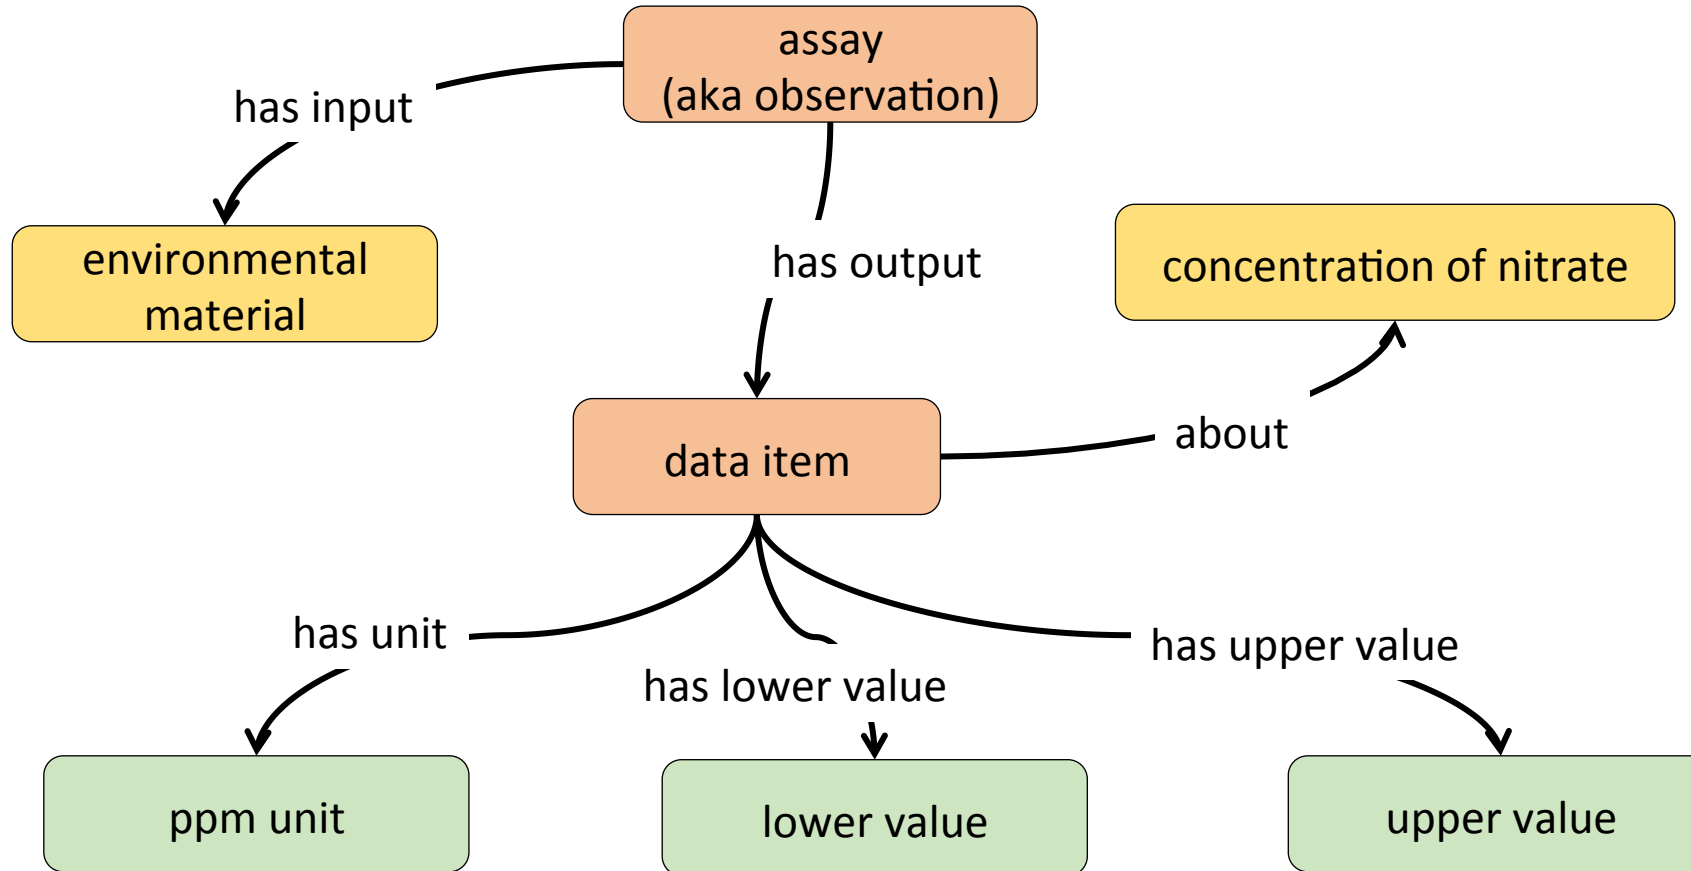 assay
(aka observation)
has input
environmental
material
has output
concentration of nitrate
data item
about
has unit
has lower value
has upper value
ppm unit
lower value
upper value